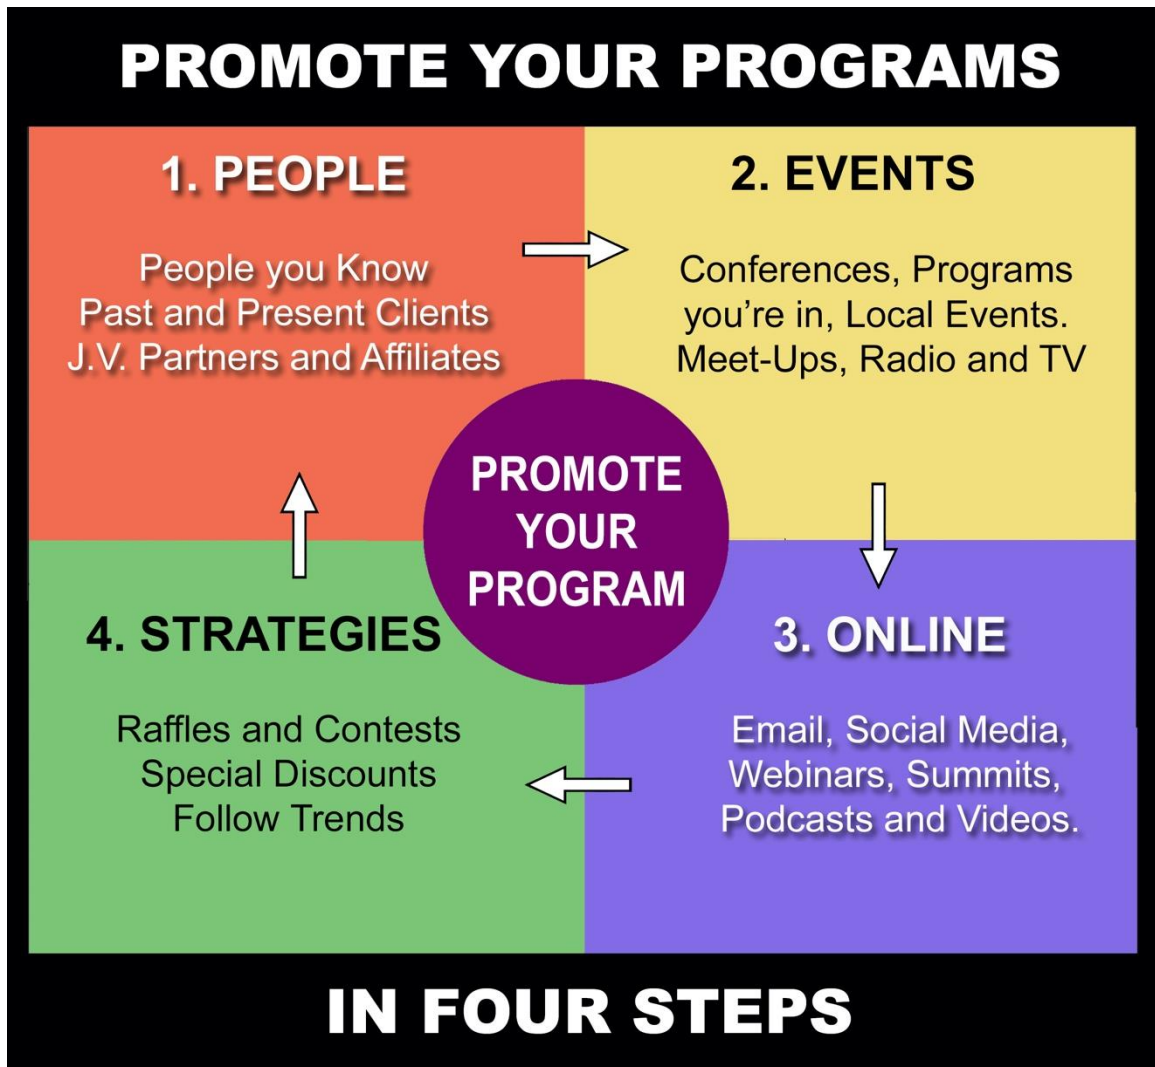 PROMOTE YOUR PROGRAMS
1. PEOPLE
People you Know
Past and Present Clients
J.V. Partners and Affiliates
2. EVENTS
Conferences, Programs
you're in, Local Events.
Meet-Ups, Radio and TV
PROMOTE
YOUR
PROGRAM
3. ONLINE
Email, Social Media,
Webinars, Summits,
Podcasts and Videos.
4. STRATEGIES
Raffles and Contests
Special Discounts
Follow Trends
IN FOUR STEPS